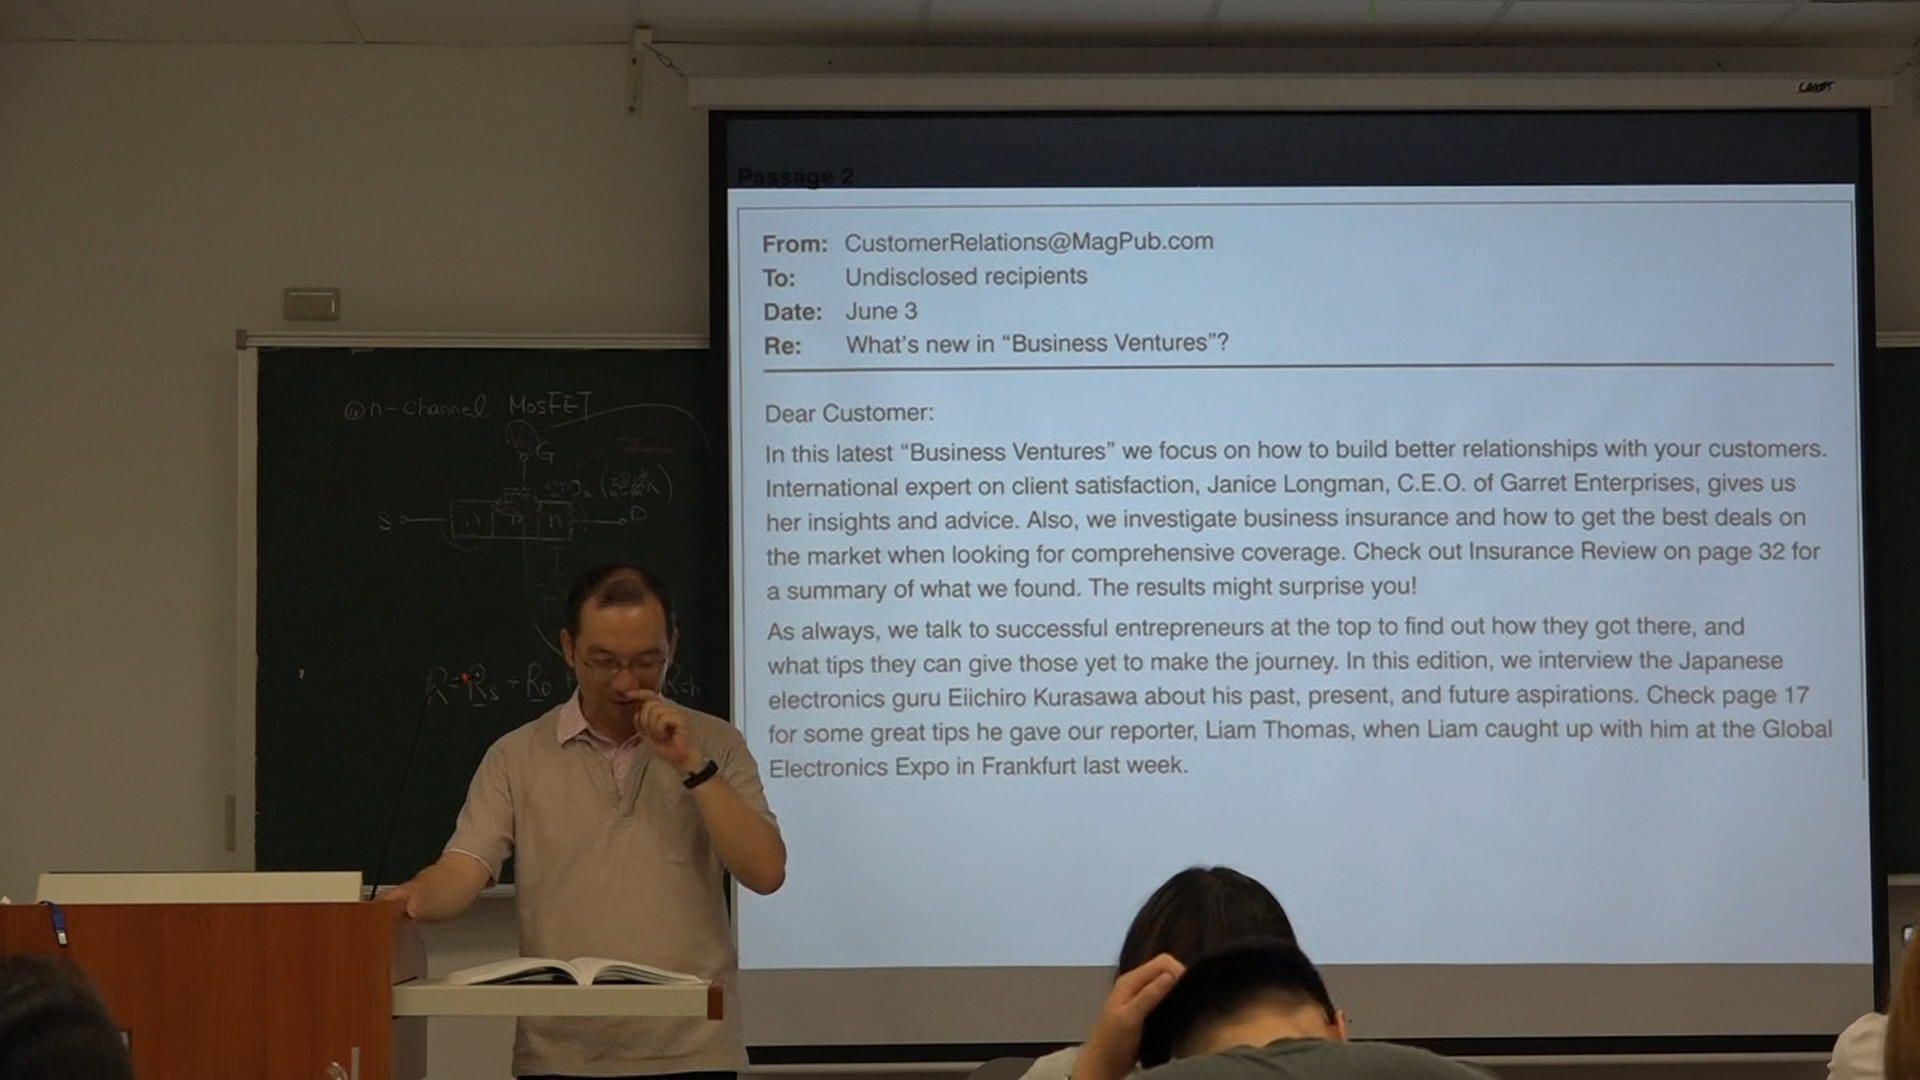 Passage 2
From: CustomerRelations@MagPub.com
To: Undisclosed recipients
Date: June 3
Re: What's new in “Business Ventures”?
Dear Customer:
In this latest “Business Ventures” we focus on how to build better relationships with your customers.
International expert on client satisfaction, Janice Longman, C.E.O. of Garret Enterprises, gives us
her insights and advice. Also, we investigate business insurance and how to get the best deals on
the market when looking for comprehensive coverage. Check out Insurance Review on page 32 for
a summary of what we found. The results might surprise you!
As always, we talk to successful entrepreneurs at the top to find out how they got there, and
what tips they can give those yet to make the journey. In this edition, we interview the Japanese
electronics guru Eiichiro Kurasawa about his past, present, and future aspirations. Check page 17
for some great tips he gave our reporter, Liam Thomas, when Liam caught up with him at the Global
Electronics Expo in Frankfurt last week.
n-channel MosFET
G
S
D